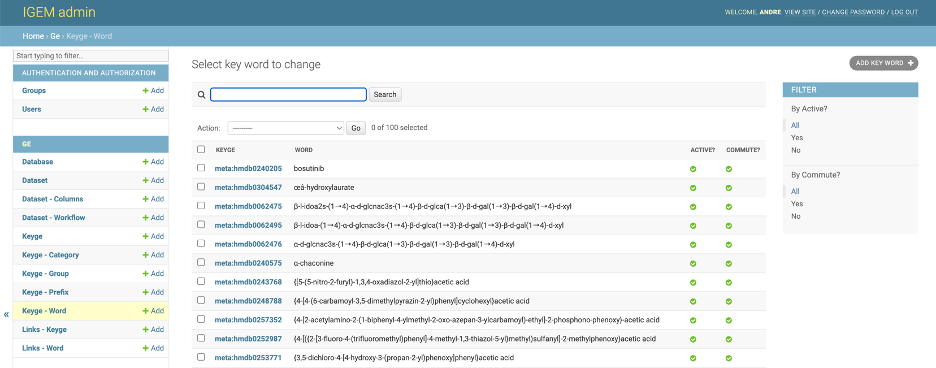 IGEM admin
WELCOME, ANDRE. VIEW SITE / CHANGE PASSWORD / LOG OUT
Home › Ge › Keyge - Word
Start typing to filter...
AUTHENTICATION AND AUTHORIZATION
Groups + Add
Users + Add
GE
Database + Add
Dataset + Add
Dataset - Columns + Add
Dataset - Workflow + Add
Keyge + Add
Keyge - Category + Add
Keyge - Group + Add
Keyge - Prefix + Add
Keyge - Word + Add
Links - Keyge + Add
Links - Word + Add
«
Select key word to change
ADD KEY WORD +
Search
Action: --------- Go 0 of 100 selected
KEYGE WORD ACTIVE? COMMUTE?
meta:hmdb0240205 bosutinib
meta:hmdb0304547 œâ-hydroxylaurate
meta:hmdb0062475 β-l-idoa2s-(1→4)-α-d-glcnac3s-(1→4)-β-d-glca(1→3)-β-d-gal(1→3)-β-d-gal(1→4)-d-xyl
meta:hmdb0062495 β-l-idoa-(1→4)-α-d-glcnac3s-(1→4)-β-d-glca(1→3)-β-d-gal(1→3)-β-d-gal(1→4)-d-xyl
meta:hmdb0062476 α-d-glcnac3s-(1→4)-β-d-glca(1→3)-β-d-gal(1→3)-β-d-gal(1→4)-d-xyl
meta:hmdb0240575 α-chaconine
meta:hmdb0243768 {[5-(5-nitro-2-furyl)-1,3,4-oxadiazol-2-yl]thio}acetic acid
meta:hmdb0248788 {4-[4-(6-carbamoyl-3,5-dimethylpyrazin-2-yl)phenyl]cyclohexyl}acetic acid
meta:hmdb0257352 {4-[2-acetylamino-2-(1-biphenyl-4-ylmethyl-2-oxo-azepan-3-ylcarbamoyl)-ethyl]-2-phosphono-phenoxy}-acetic acid
meta:hmdb0252987 {4-[({2-[3-fluoro-4-(trifluoromethyl)phenyl]-4-methyl-1,3-thiazol-5-yl}methyl)sulfanyl]-2-methylphenoxy}acetic acid
meta:hmdb0253771 {3,5-dichloro-4-[4-hydroxy-3-(propan-2-yl)phenoxy]phenyl}acetic acid
FILTER
By Active?
All
Yes
No
By Commute?
All
Yes
No